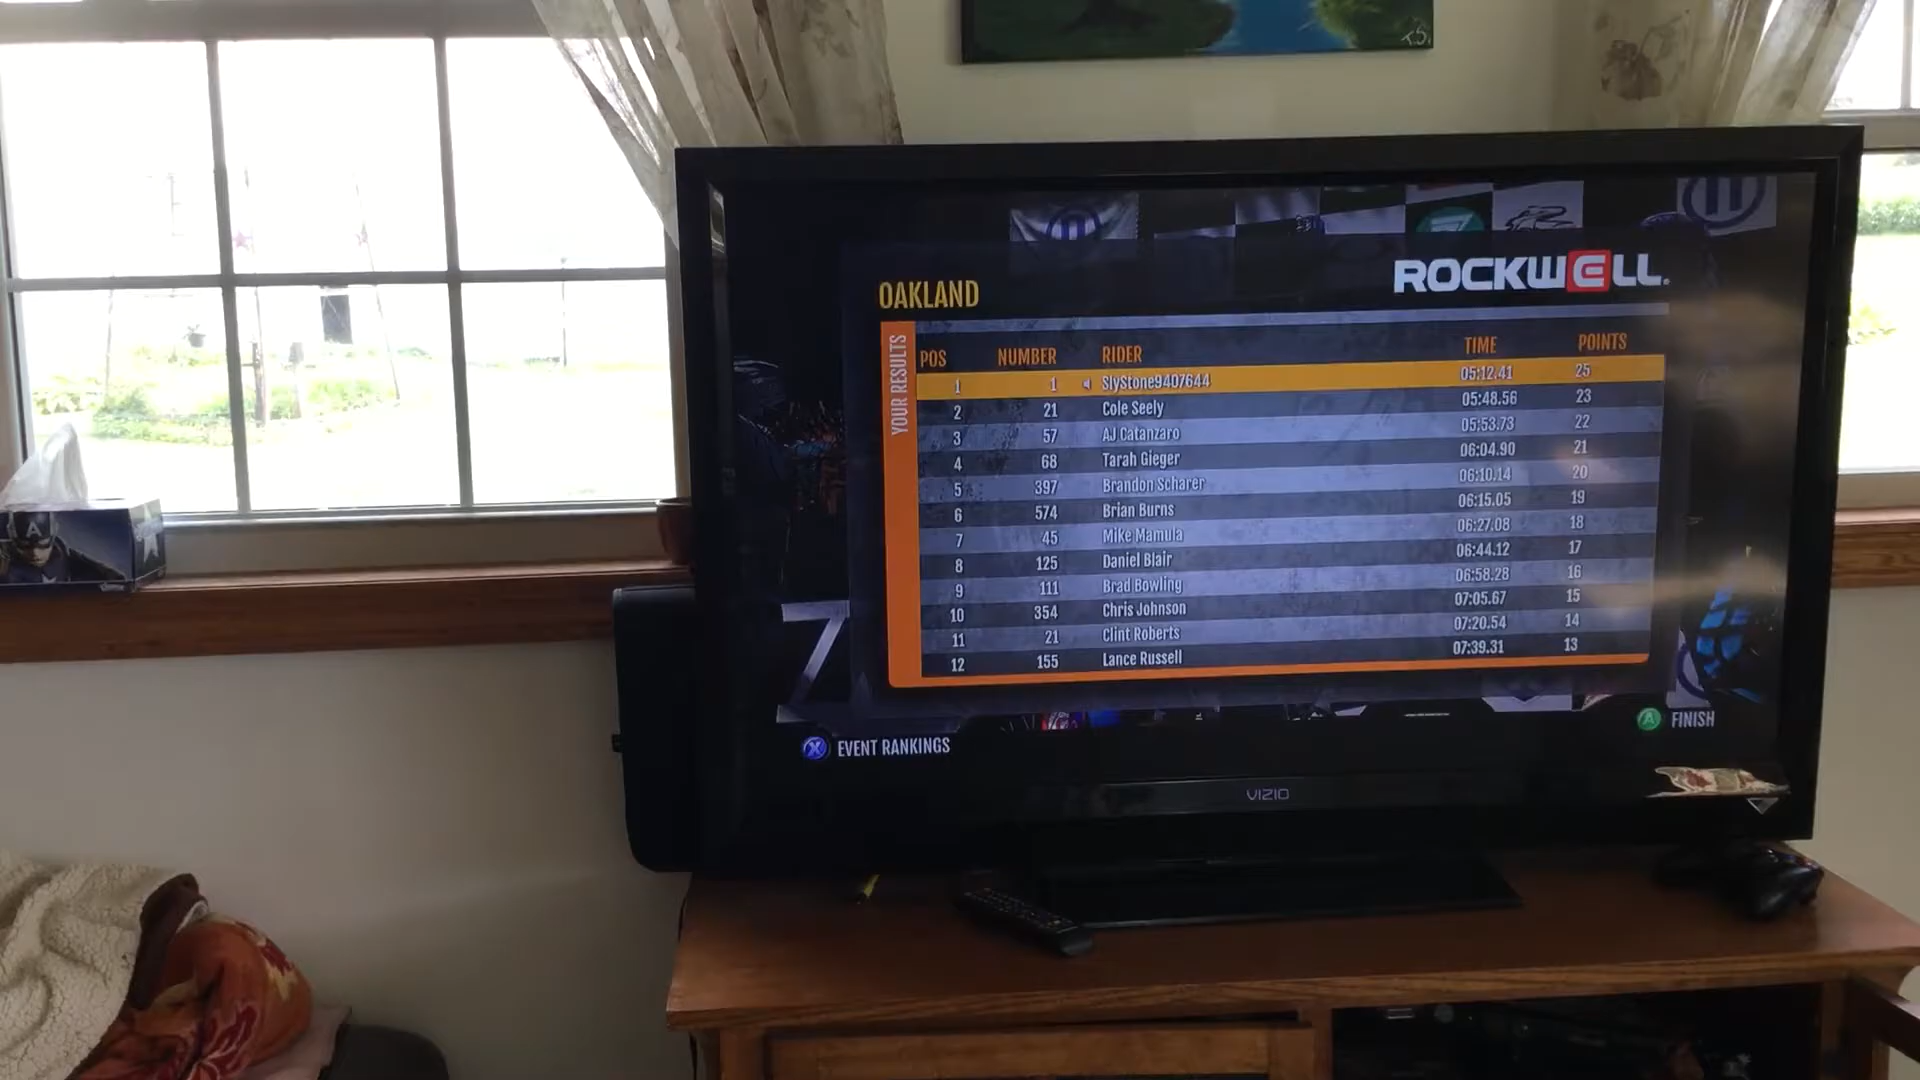 T.S.
ROCKWELL
OAKLAND
YOUR RESULTS
POS NUMBER RIDER TIME POINTS
1 1 SlyStone9407644 05:12.41 25
2 21 Cole Seely 05:48.56 23
3 57 AJ Catanzaro 05:53.73 22
4 68 Tarah Gieger 06:04.90 21
5 397 Brandon Scharer 06:10.14 20
6 574 Brian Burns 06:15.05 19
7 45 Mike Mamula 06:27.08 18
8 125 Daniel Blair 06:44.12 17
9 111 Brad Bowling 06:58.28 16
10 354 Chris Johnson 07:05.67 15
11 21 Clint Roberts 07:20.54 14
12 155 Lance Russell 07:39.31 13
X EVENT RANKINGS
A FINISH
VIZIO